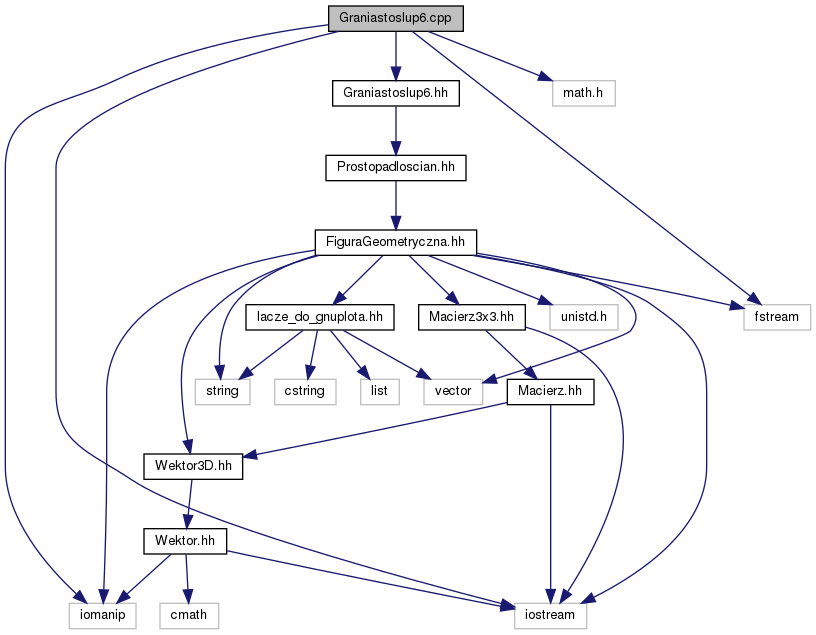 Graniastoslup6.cpp
Graniastoslup6.hh
math.h
Prostopadloscian.hh
FiguraGeometryczna.hh
lacze_do_gnuplota.hh
Macierz3x3.hh
unistd.h
fstream
string
cstring
list
vector
Macierz.hh
Wektor3D.hh
Wektor.hh
iomanip
cmath
iostream